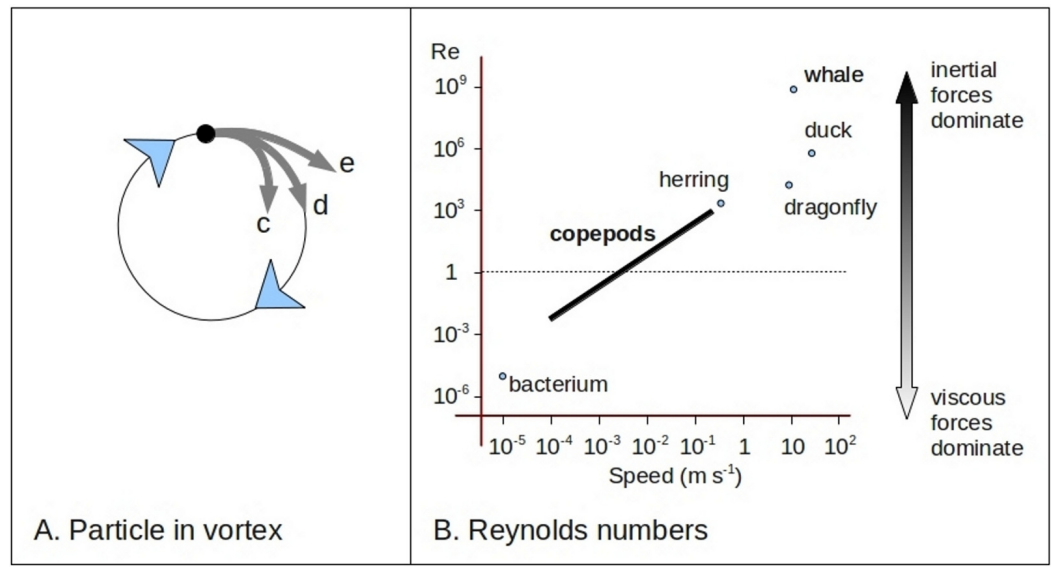 e
d
c
A. Particle in vortex
Re
10⁹
10⁶
10³
1
10⁻³
10⁻⁶
whale
duck
herring
dragonfly
copepods
bacterium
10⁻⁵ 10⁻⁴ 10⁻³ 10⁻² 10⁻¹ 1 10 10²
Speed (m s⁻¹)
inertial
forces
dominate
viscous
forces
dominate
B. Reynolds numbers